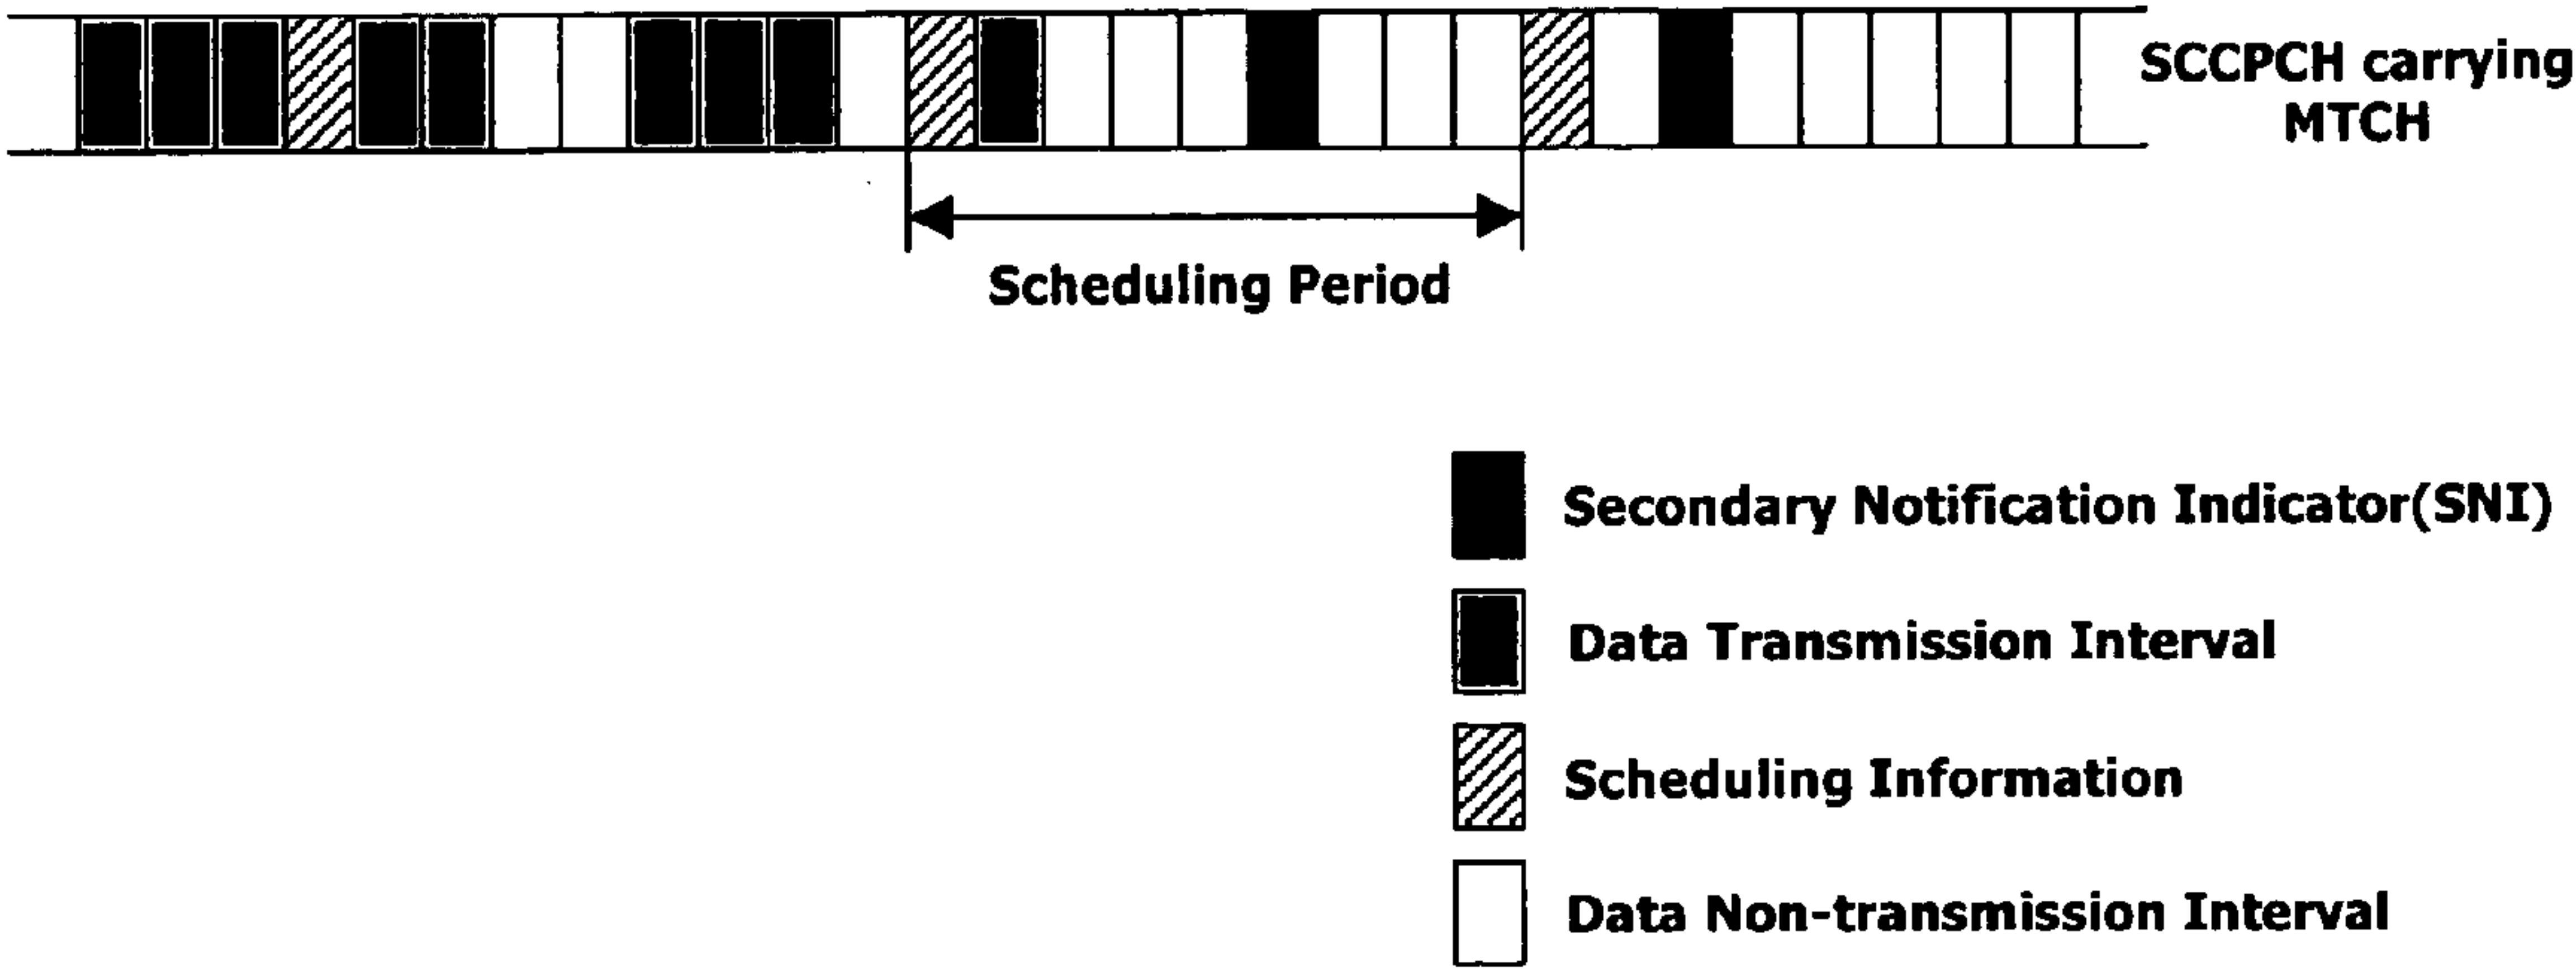 SCCPCH carrying
MTCH
Scheduling Period
Secondary Notification Indicator(SNI)
Data Transmission Interval
Scheduling Information
Data Non-transmission Interval